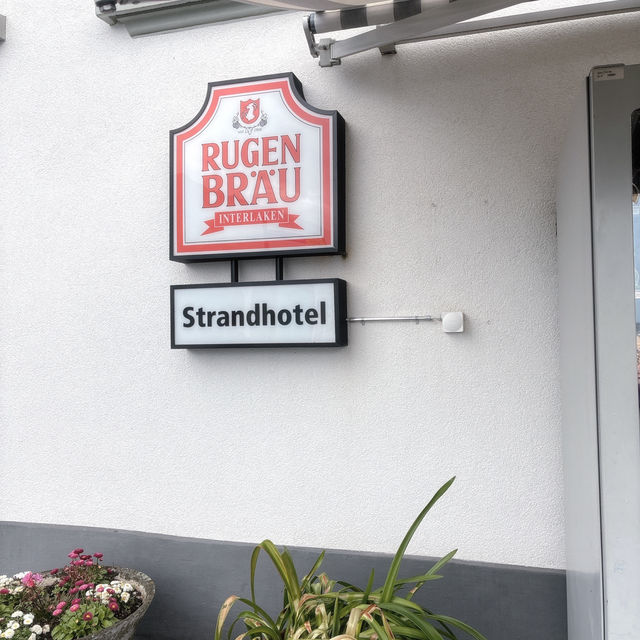 RUGEN
BRÄU
INTERLAKEN
Strandhotel